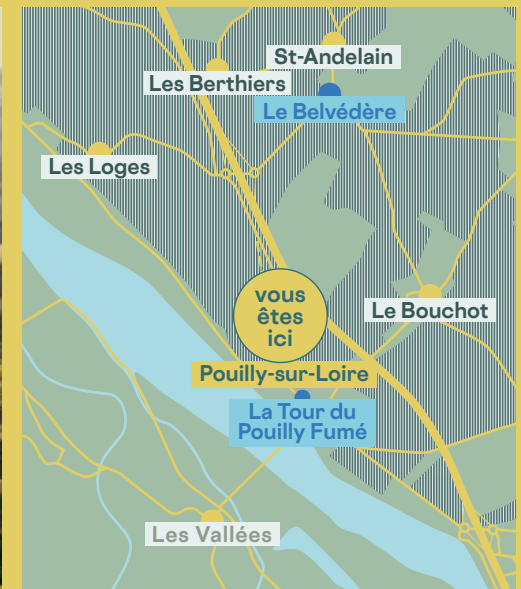 St-Andelain
Les Berthiers
Le Belvédère
Les Loges
vous
êtes
ici
Le Bouchot
Pouilly-sur-Loire
La Tour du
Pouilly Fumé
Les Vallées